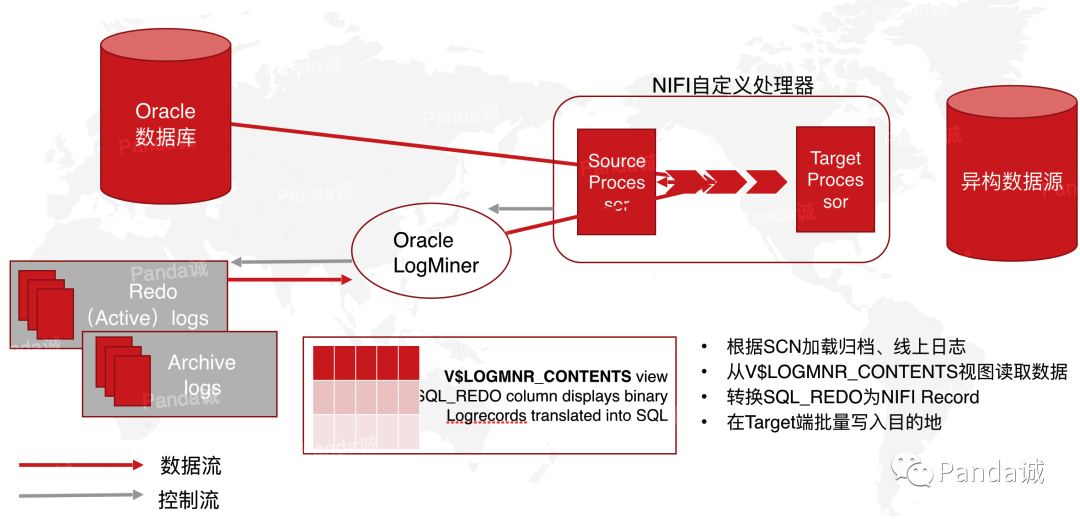 NIFI自定义处理器
Oracle
数据库
Source
Proces
sor
Target
Proces
sor
异构数据源
Oracle
LogMiner
Redo
（Active）logs
Archive
logs
V$LOGMNR_CONTENTS view
SQL_REDO column displays binary
Logrecords translated into SQL
• 根据SCN加载归档、线上日志
• 从V$LOGMNR_CONTENTS视图读取数据
• 转换SQL_REDO为NIFI Record
• 在Target端批量写入目的地
数据流
控制流
Panda诚